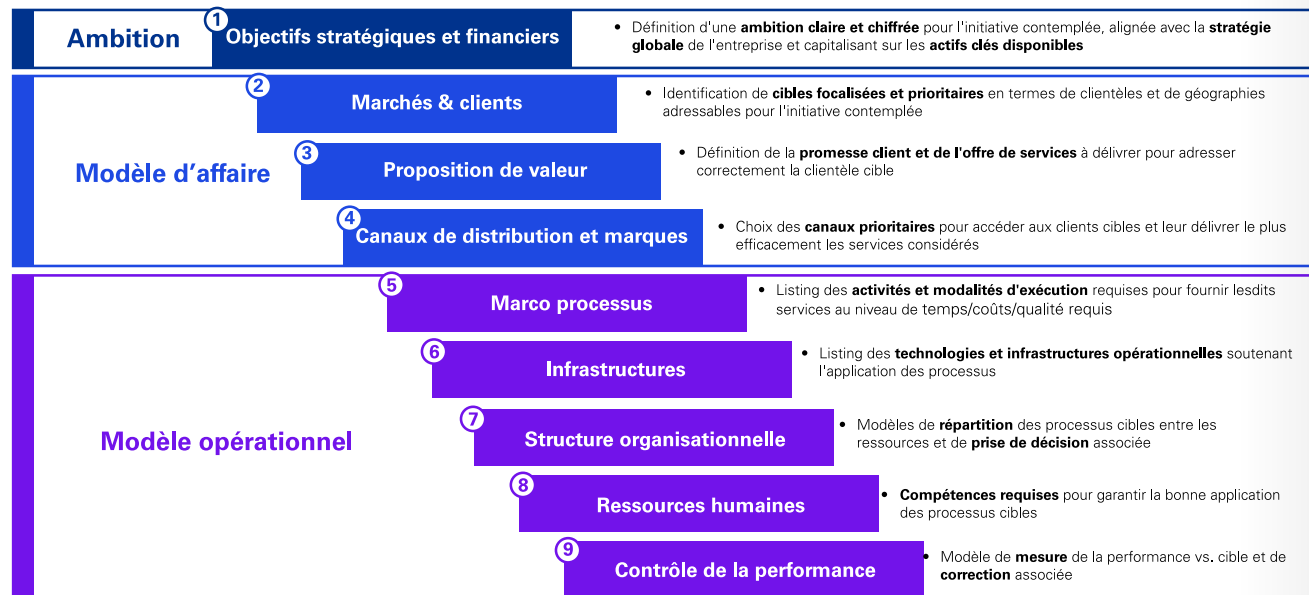 Ambition
1
Objectifs stratégiques et financiers
• Définition d'une ambition claire et chiffrée pour l'initiative contemplée, alignée avec la stratégie
globale de l'entreprise et capitalisant sur les actifs clés disponibles
Modèle d’affaire
2
Marchés & clients
• Identification de cibles focalisées et prioritaires en termes de clientèles et de géographies
adressables pour l'initiative contemplée
3
Proposition de valeur
• Définition de la promesse client et de l'offre de services à délivrer pour adresser
correctement la clientèle cible
4
Canaux de distribution et marques
• Choix des canaux prioritaires pour accéder aux clients cibles et leur délivrer le plus
efficacement les services considérés
Modèle opérationnel
5
Marco processus
• Listing des activités et modalités d'exécution requises pour fournir lesdits
services au niveau de temps/coûts/qualité requis
6
Infrastructures
• Listing des technologies et infrastructures opérationnelles soutenant
l'application des processus
7
Structure organisationnelle
• Modèles de répartition des processus cibles entre les
ressources et de prise de décision associée
8
Ressources humaines
• Compétences requises pour garantir la bonne application
des processus cibles
9
Contrôle de la performance
• Modèle de mesure de la performance vs. cible et de
correction associée